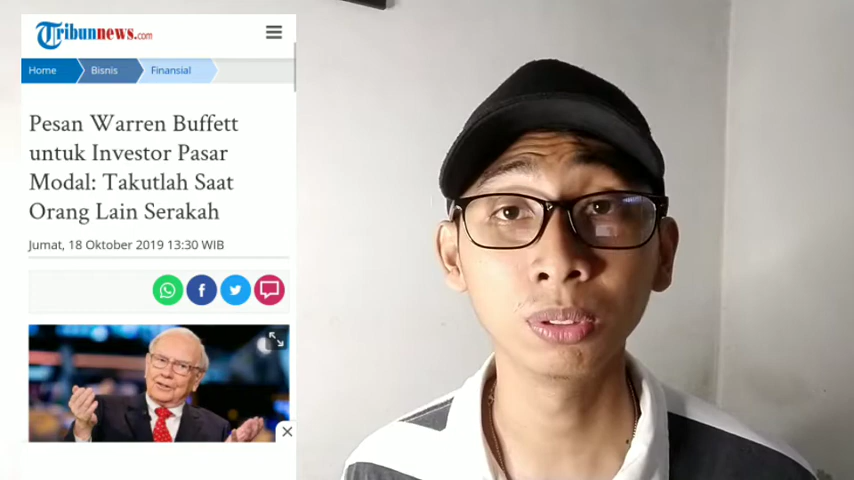 Tribunnews.com
Home Bisnis Finansial
Pesan Warren Buffett
untuk Investor Pasar
Modal: Takutlah Saat
Orang Lain Serakah
Jumat, 18 Oktober 2019 13:30 WIB